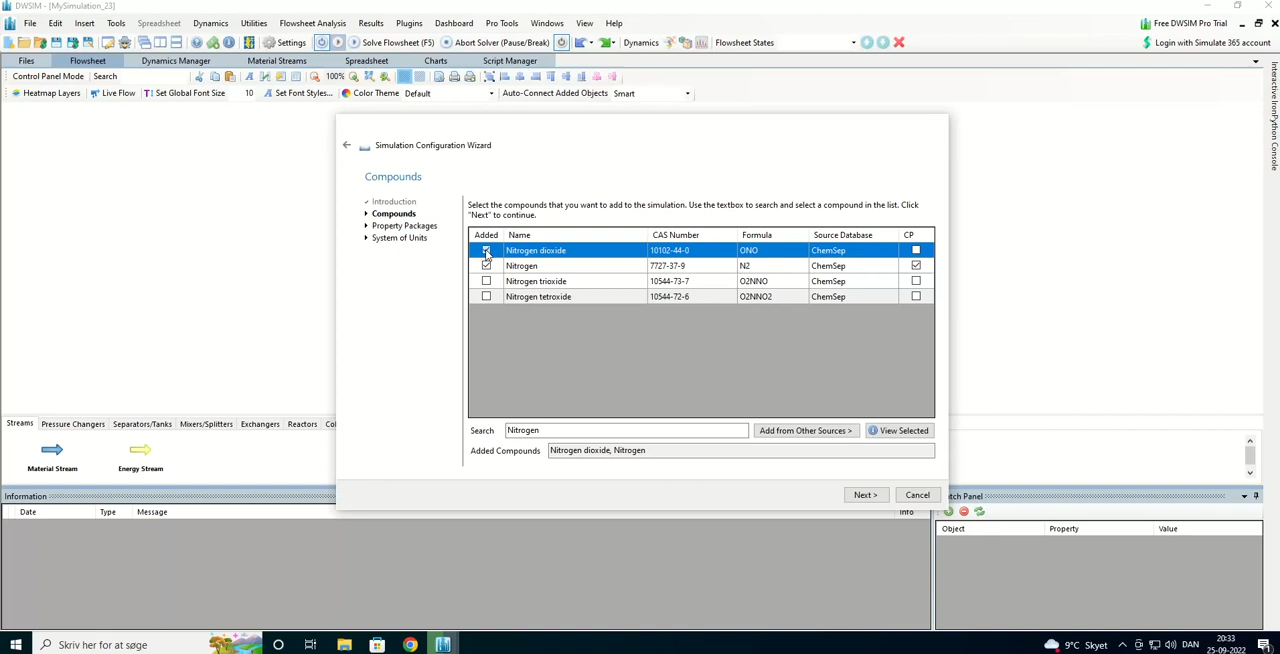 DWSIM - [MySimulation_23]
File Edit Insert Tools Spreadsheet Dynamics Utilities Flowsheet Analysis Results Plugins Dashboard Pro Tools Windows View Help Free DWSIM Pro Trial
Settings Solve Flowsheet (F5) Abort Solver (Pause/Break) Dynamics Flowsheet States Login with Simulate 365 account
Files Flowsheet Dynamics Manager Material Streams Spreadsheet Charts Script Manager
Control Panel Mode Search 100%
Heatmap Layers Live Flow Set Global Font Size 10 Set Font Styles... Color Theme Default Auto-Connect Added Objects Smart
Interactive IronPython Console
Simulation Configuration Wizard
Compounds
Introduction
Compounds
Property Packages
System of Units
Select the compounds that you want to add to the simulation. Use the textbox to search and select a compound in the list. Click
"Next" to continue.
Added Name CAS Number Formula Source Database CP
Nitrogen dioxide 10102-44-0 ONO ChemSep
Nitrogen 7727-37-9 N2 ChemSep
Nitrogen trioxide 10544-73-7 O2NNO ChemSep
Nitrogen tetroxide 10544-72-6 O2NNO2 ChemSep
Search Nitrogen Add from Other Sources > View Selected
Added Compounds Nitrogen dioxide, Nitrogen
Next > Cancel
Streams Pressure Changers Separators/Tanks Mixers/Splitters Exchangers Reactors
Material Stream Energy Stream
Information
Date Type Message Info
Panel
Object Property Value
Skriv her for at søge
9°C Skyet DAN
20:33
25-09-2022